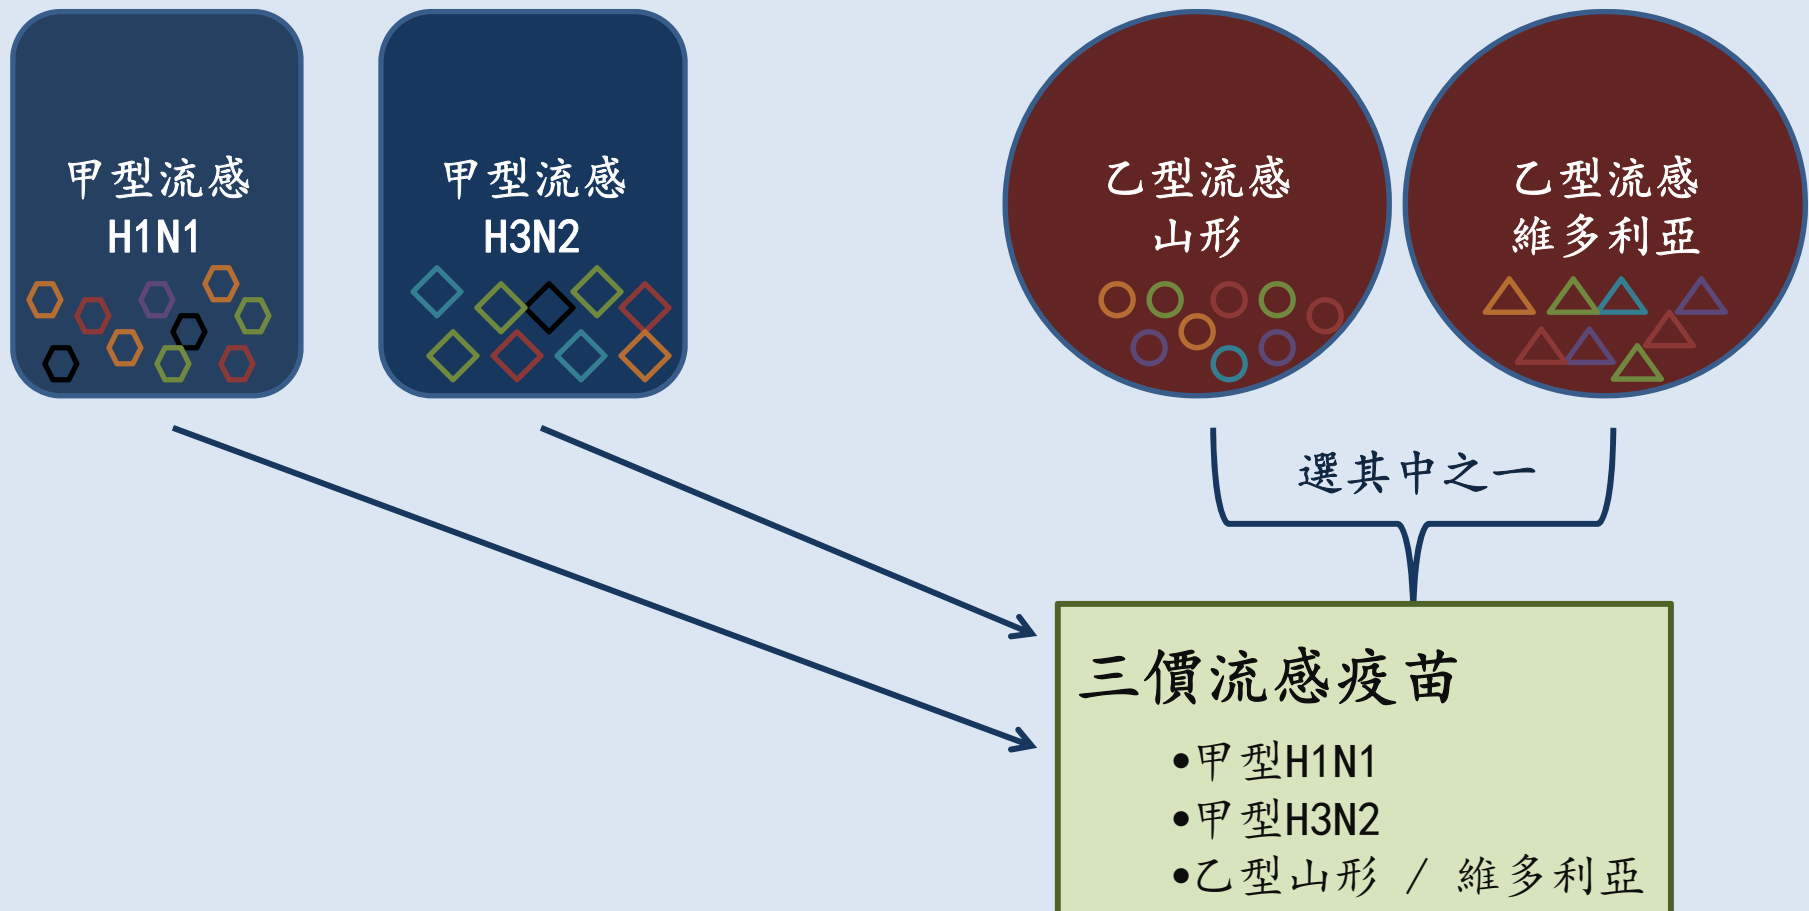 甲型流感
H1N1
甲型流感
H3N2
乙型流感
山形
乙型流感
維多利亞
選其中之一
三價流感疫苗
•甲型H1N1
•甲型H3N2
•乙型山形 / 維多利亞